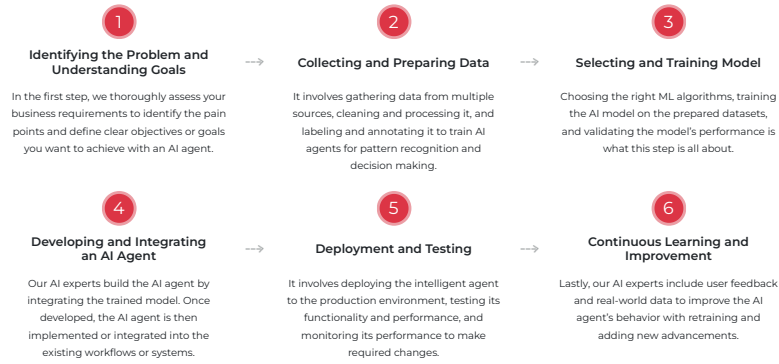 1
Identifying the Problem and
Understanding Goals
In the first step, we thoroughly assess your
business requirements to identify the pain
points and define clear objectives or goals
you want to achieve with an AI agent.
2
Collecting and Preparing Data
It involves gathering data from multiple
sources, cleaning and processing it, and
labeling and annotating it to train AI
agents for pattern recognition and
decision making.
3
Selecting and Training Model
Choosing the right ML algorithms, training
the AI model on the prepared datasets,
and validating the model's performance is
what this step is all about.
4
Developing and Integrating
an AI Agent
Our AI experts build the AI agent by
integrating the trained model. Once
developed, the AI agent is then
implemented or integrated into the
existing workflows or systems.
5
Deployment and Testing
It involves deploying the intelligent agent
to the production environment, testing its
functionality and performance, and
monitoring its performance to make
required changes.
6
Continuous Learning and
Improvement
Lastly, our AI experts include user feedback
and real-world data to improve the AI
agent's behavior with retraining and
adding new advancements.